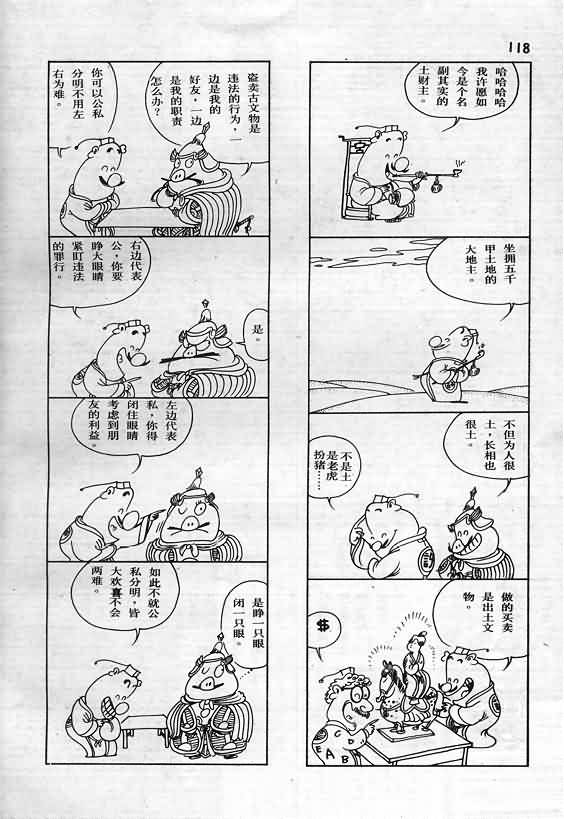 118
哈哈哈哈
我许愿如
今是个名
副其实的
土财主。
坐拥五千
甲土地的
大地主。
不但为人很
土，长相也
很土。
不是土
是老虎
扮猪。
做的买卖
是出土文
物。
$
E A B C D
盗卖古文物是
违法的行为，一
边是我的
好友，一边
是我的职责
怎么办？
你可以公私
分明不用左
右为难。
右边代表
公，你要
睁大眼睛
紧盯违法
的罪行。
是。
左边代表
私，你得
闭住眼睛
考虑到朋
友的利益。
是睁一只眼
闭一只眼。
如此不就公
私分明，皆
大欢喜不会
两难。